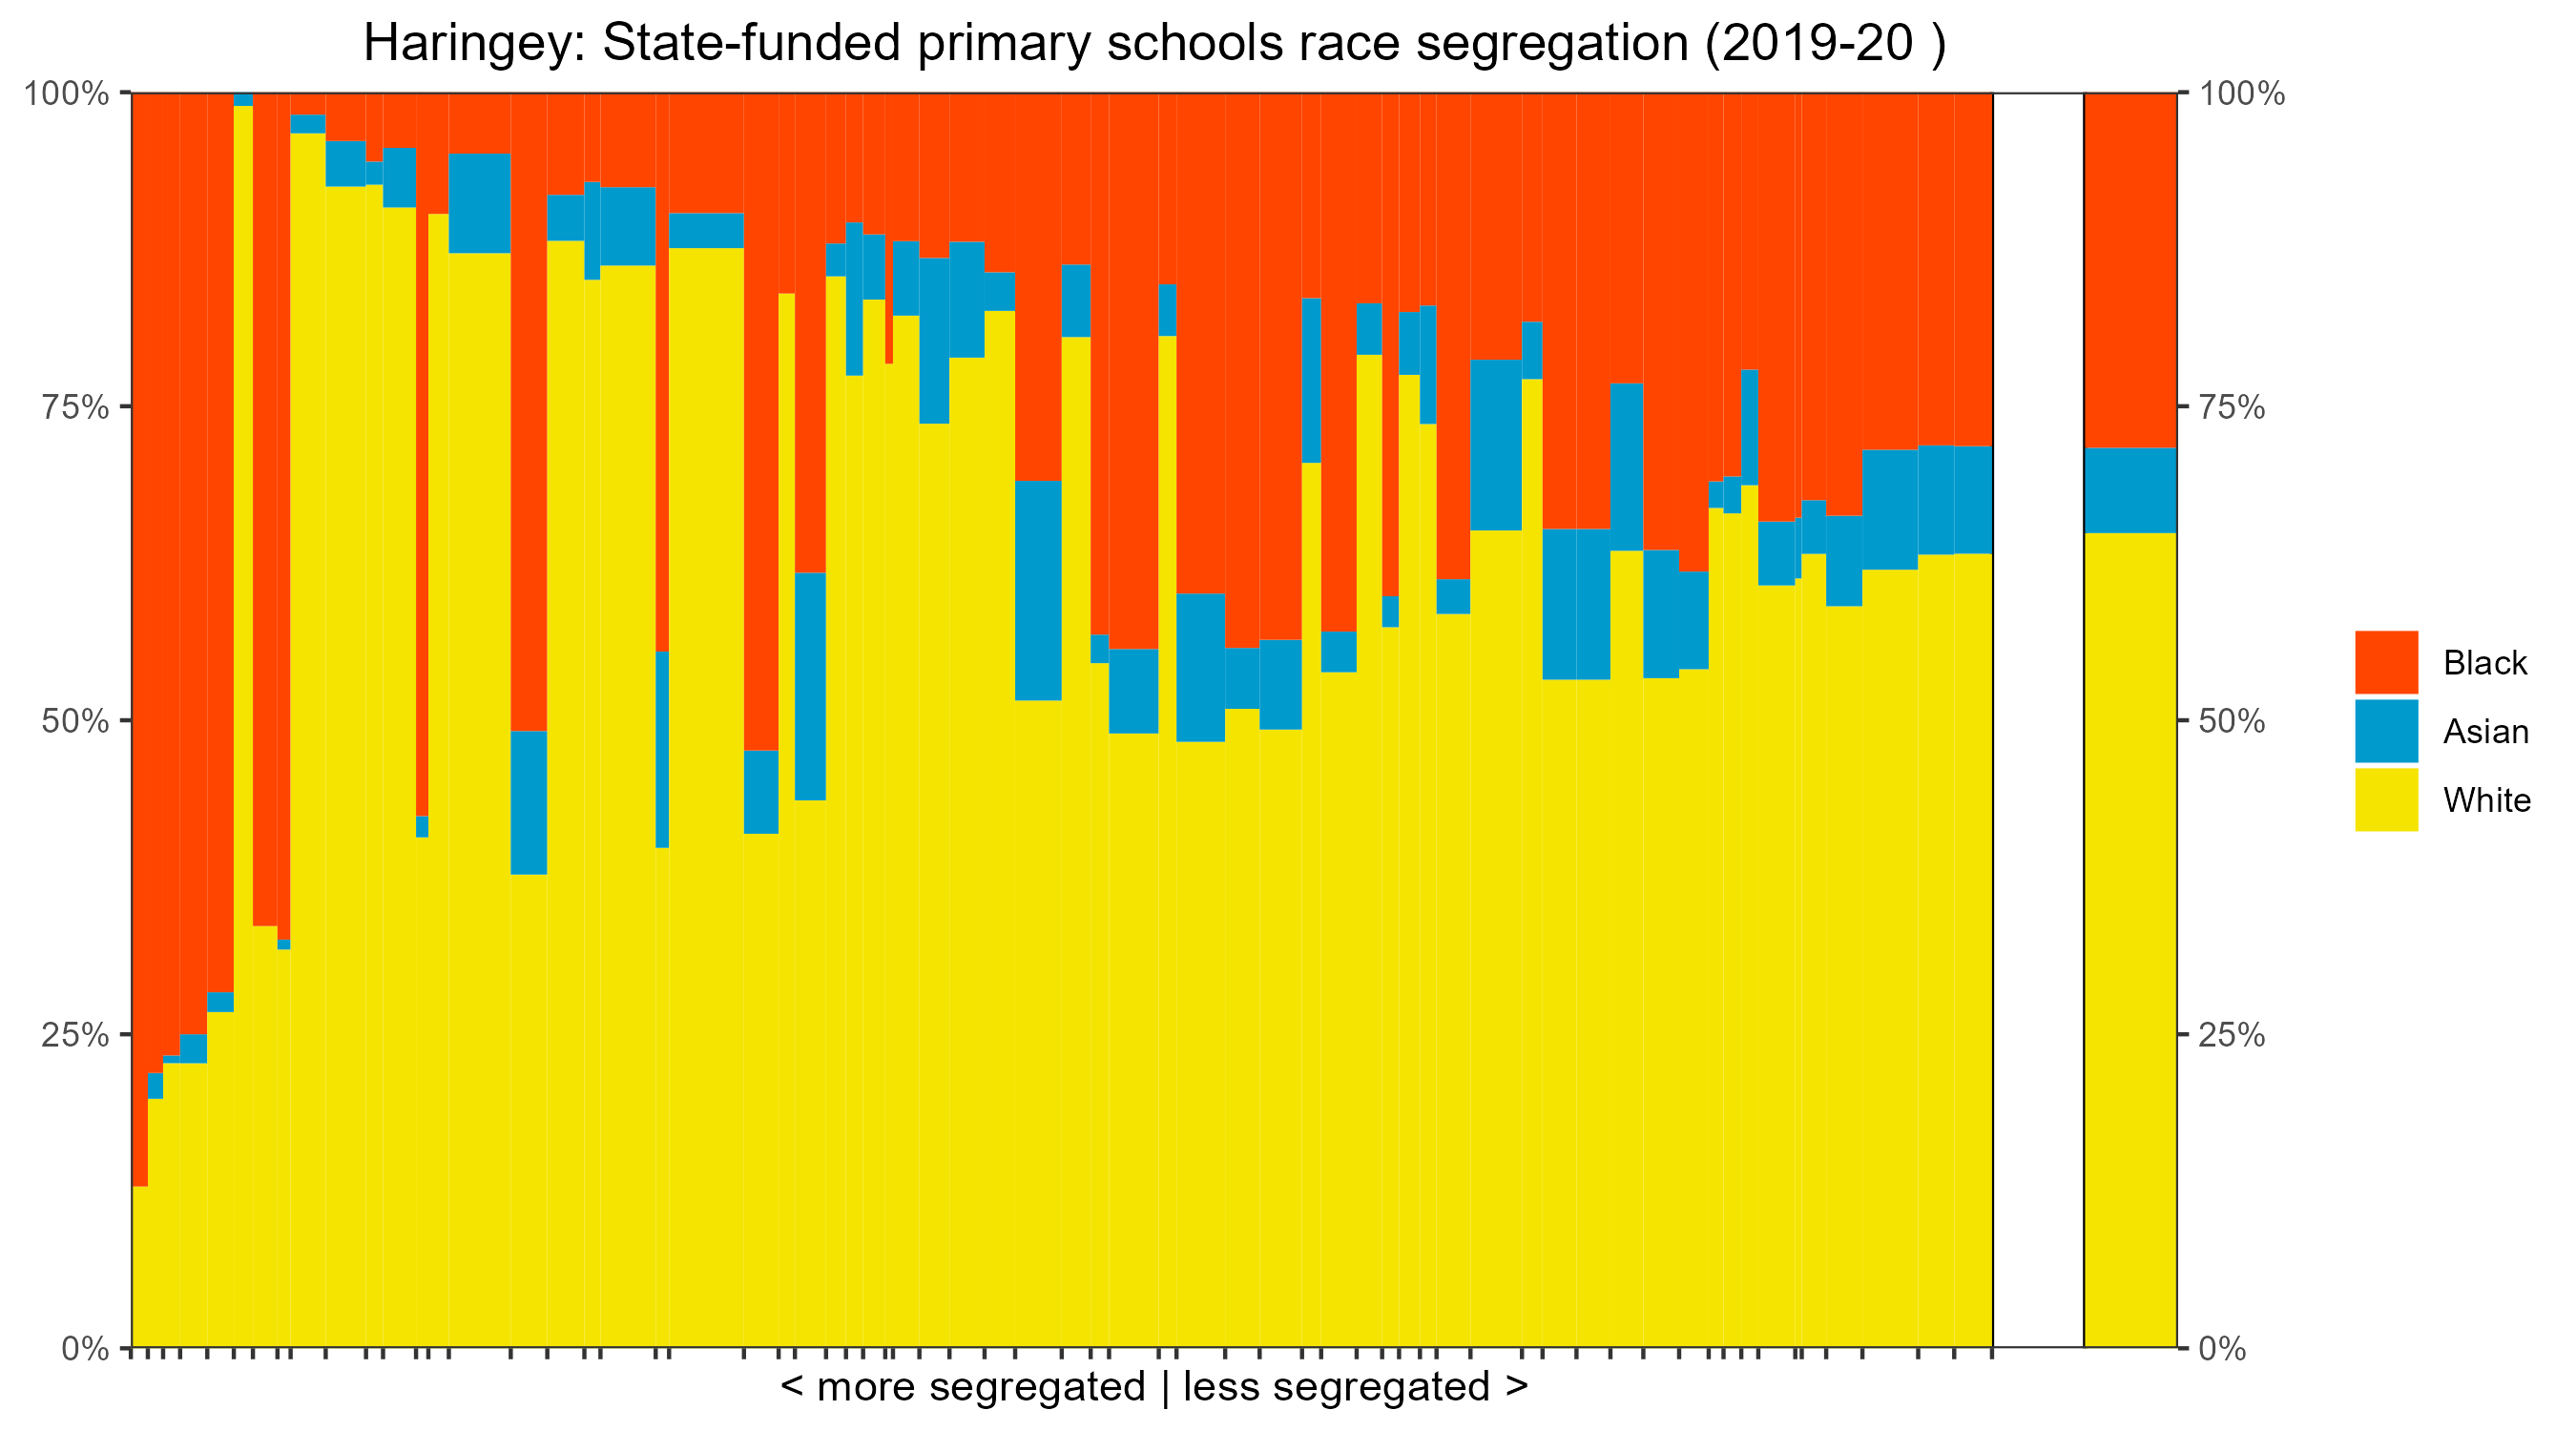 Haringey: State-funded primary schools race segregation (2019-20 )
100%
75%
50%
25%
0%
100%
75%
50%
25%
0%
Black
Asian
White
< more segregated | less segregated >